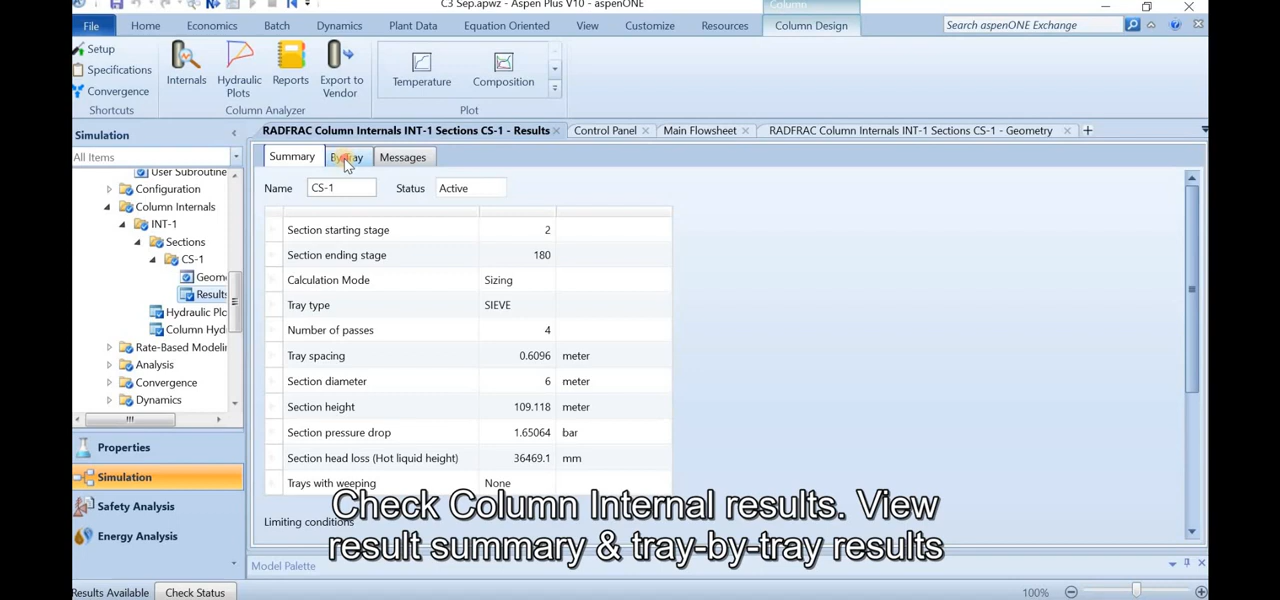 C3 Sep.apwz - Aspen Plus V10 - aspenONE
Column
File Home Economics Batch Dynamics Plant Data Equation Oriented View Customize Resources Column Design Search aspenONE Exchange
Setup
Specifications
Convergence
Shortcuts
Internals
Hydraulic
Plots
Reports
Export to
Vendor
Column Analyzer
Temperature
Composition
Plot
Simulation
All Items
User Subroutine
Configuration
Column Internals
INT-1
Sections
CS-1
Geom
Results
Hydraulic Plo
Column Hyd
Rate-Based Modelin
Analysis
Convergence
Dynamics
Properties
Simulation
Safety Analysis
Energy Analysis
RADFRAC Column Internals INT-1 Sections CS-1 - Results Control Panel Main Flowsheet RADFRAC Column Internals INT-1 Sections CS-1 - Geometry
Summary By Tray Messages
Name CS-1 Status Active
Section starting stage 2
Section ending stage 180
Calculation Mode Sizing
Tray type SIEVE
Number of passes 4
Tray spacing 0.6096 meter
Section diameter 6 meter
Section height 109.118 meter
Section pressure drop 1.65064 bar
Section head loss (Hot liquid height) 36469.1 mm
Trays with weeping None
Limiting conditions
Check Column Internal results. View
result summary & tray-by-tray results
Model Palette
Results Available Check Status 100%